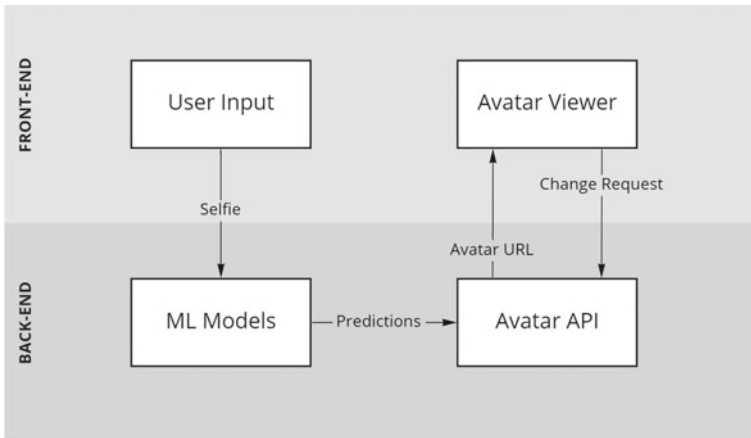 FRONT-END
User Input
Avatar Viewer
Selfie
Change Request
Avatar URL
BACK-END
ML Models
Predictions
Avatar API